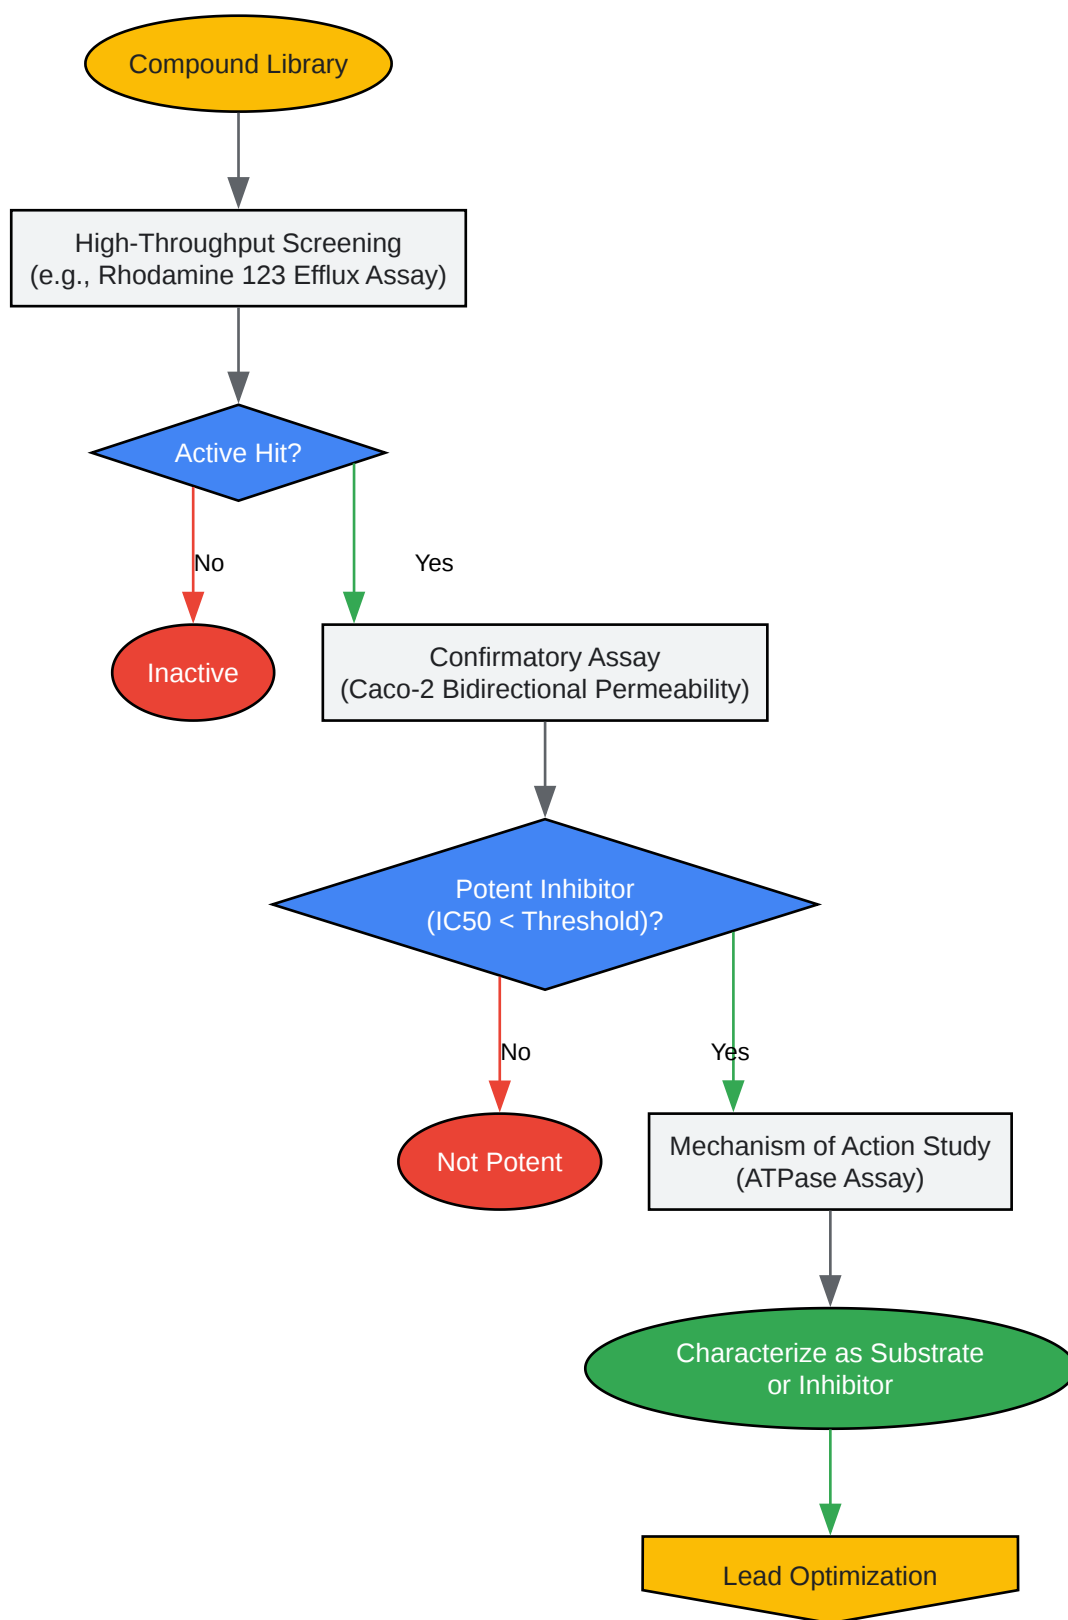 Compound Library
High-Throughput Screening
(e.g., Rhodamine 123 Efflux Assay)
Active Hit?
No
Yes
Inactive
Confirmatory Assay
(Caco-2 Bidirectional Permeability)
Potent Inhibitor
(IC50 < Threshold)?
No
Yes
Not Potent
Mechanism of Action Study
(ATPase Assay)
Characterize as Substrate
or Inhibitor
Lead Optimization